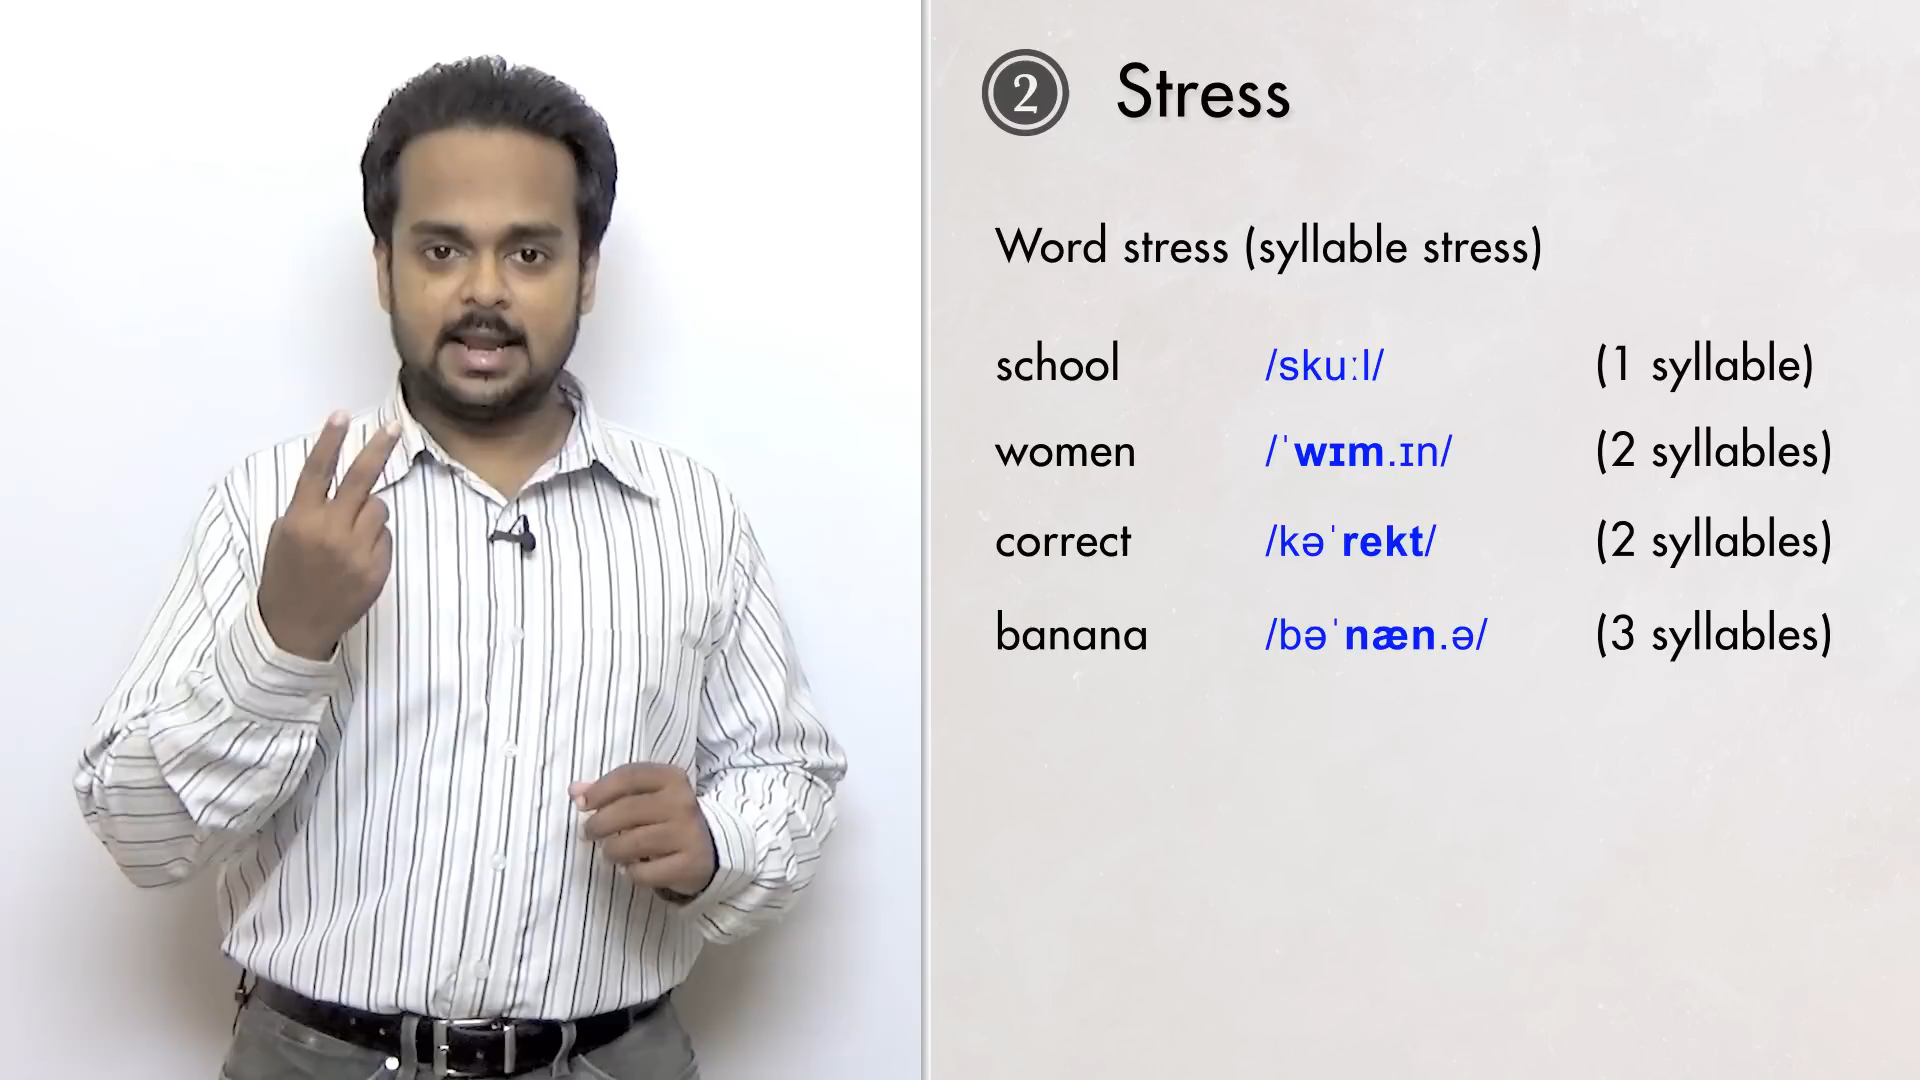 2 Stress
Word stress (syllable stress)
school /skuːl/ (1 syllable)
women /ˈwɪm.ɪn/ (2 syllables)
correct /kəˈrekt/ (2 syllables)
banana /bəˈnæn.ə/ (3 syllables)